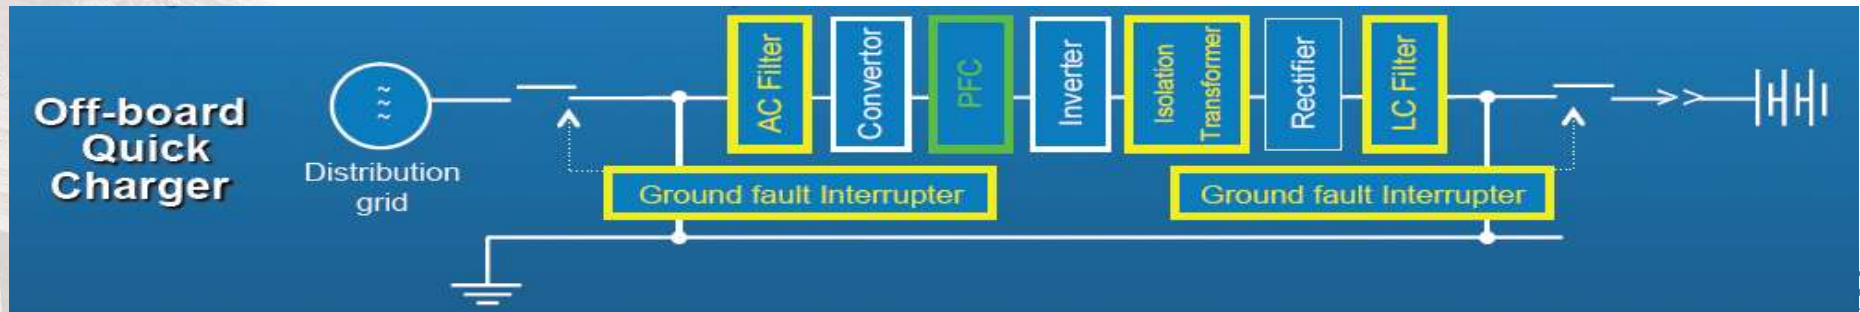 Off-board
Quick
Charger
Distribution
grid
AC Filter
Convertor
PFC
Inverter
Isolation
Transformer
Rectifier
LC Filter
Ground fault Interrupter
Ground fault Interrupter